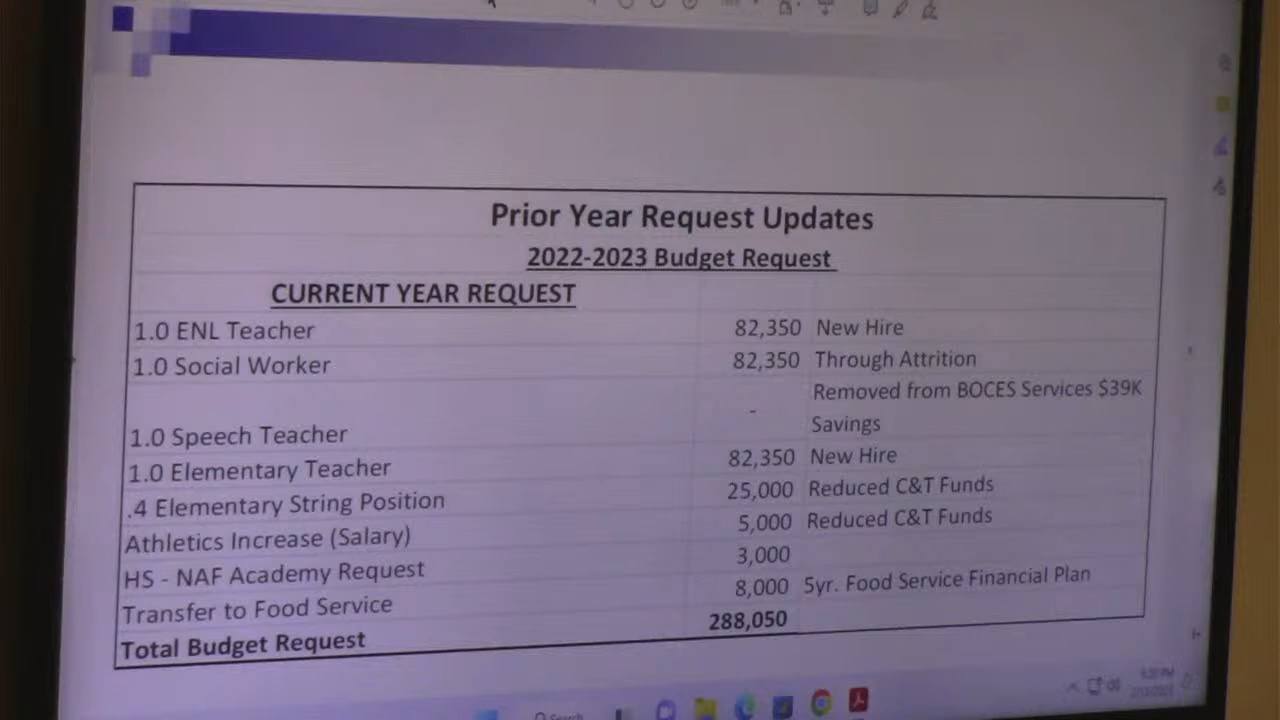 Prior Year Request Updates
2022-2023 Budget Request
CURRENT YEAR REQUEST
1.0 ENL Teacher 82,350 New Hire
1.0 Social Worker 82,350 Through Attrition
Removed from BOCES Services $39K
1.0 Speech Teacher - Savings
1.0 Elementary Teacher 82,350 New Hire
.4 Elementary String Position 25,000 Reduced C&T Funds
Athletics Increase (Salary) 5,000 Reduced C&T Funds
HS - NAF Academy Request 3,000
Transfer to Food Service 8,000 5yr. Food Service Financial Plan
Total Budget Request 288,050
Search